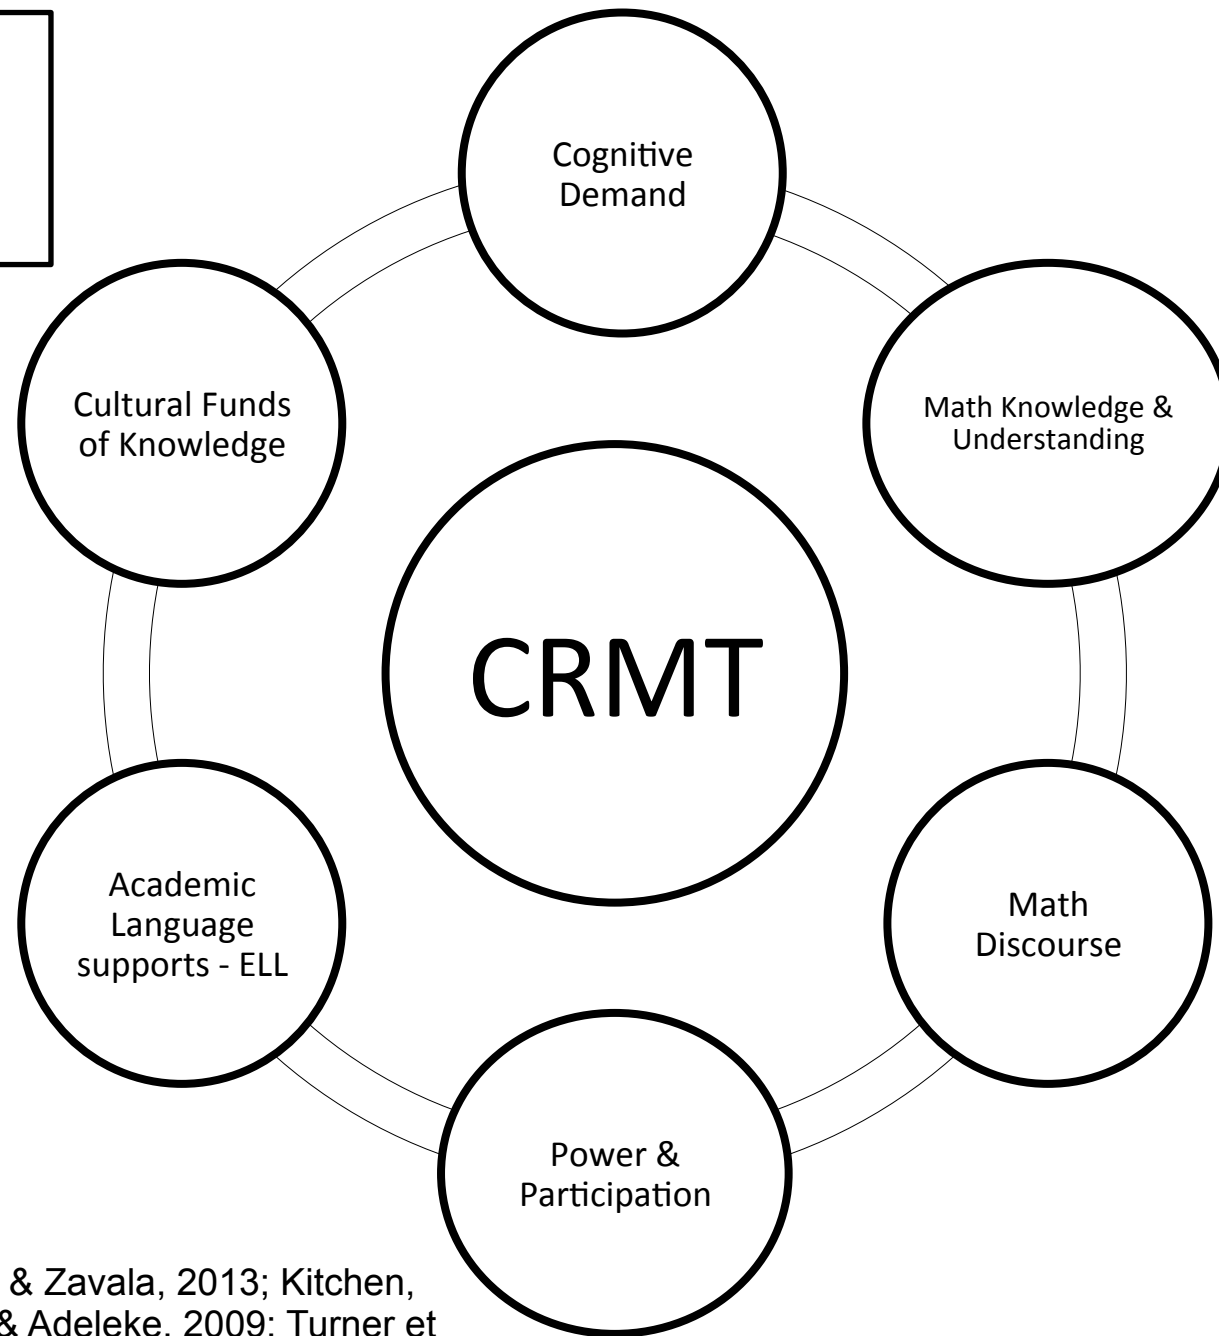 Cognitive
Demand
Cultural Funds
of Knowledge
Math Knowledge &
Understanding
CRMT
Academic
Language
supports - ELL
Math
Discourse
Power &
Participation
& Zavala, 2013; Kitchen,
& Adeleke, 2009; Turner et